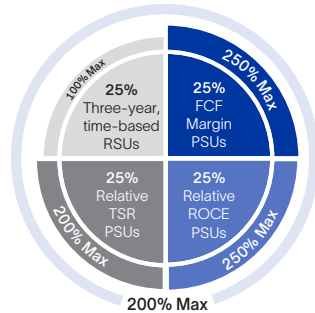 100% Max
25%
Three-year,
time-based
RSUs
250% Max
25%
FCF
Margin
PSUs
200% Max
25%
Relative
TSR
PSUs
25%
Relative
ROCE
PSUs
250% Max
200% Max